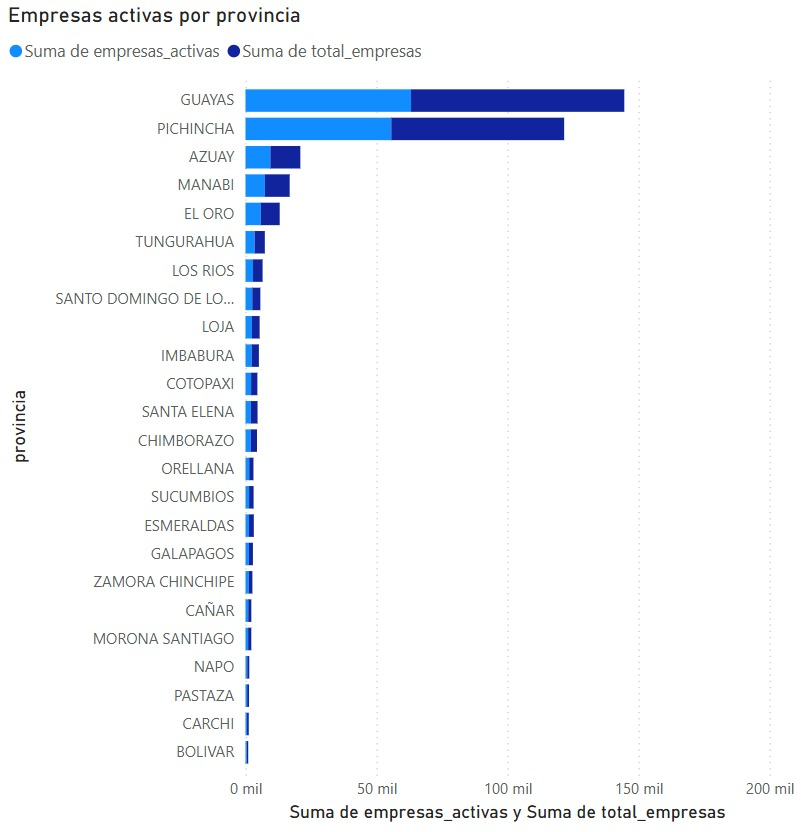 Empresas activas por provincia
Suma de empresas_activas Suma de total_empresas
GUAYAS
PICHINCHA
AZUAY
MANABI
EL ORO
TUNGURAHUA
LOS RIOS
SANTO DOMINGO DE LO...
LOJA
IMBABURA
COTOPAXI
SANTA ELENA
CHIMBORAZO
ORELLANA
SUCUMBIOS
ESMERALDAS
GALAPAGOS
ZAMORA CHINCHIPE
CAÑAR
MORONA SANTIAGO
NAPO
PASTAZA
CARCHI
BOLIVAR
provincia
0 mil 50 mil 100 mil 150 mil 200 mil
Suma de empresas_activas y Suma de total_empresas